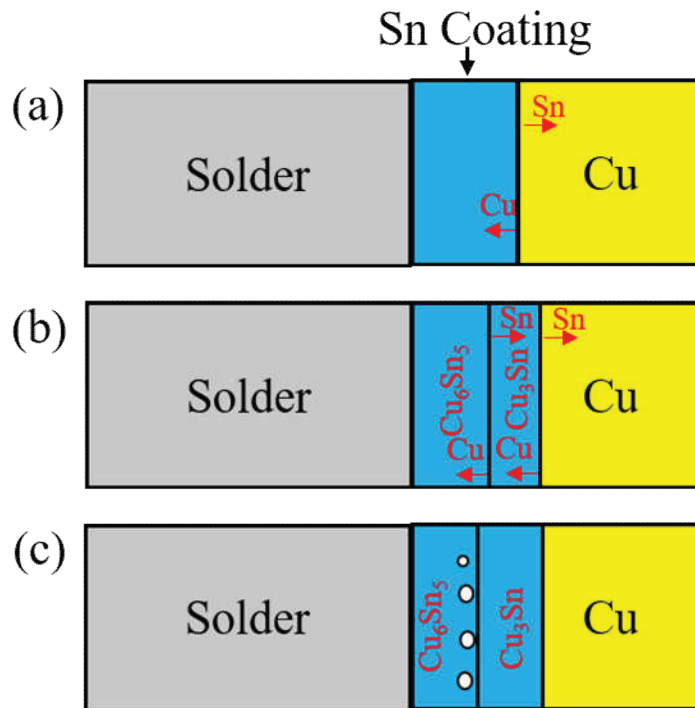 Sn Coating
(a)
Solder
Sn
Cu
Cu
(b)
Solder
Cu₆Sn₅
Cu
Sn
Cu₃Sn
Cu
Sn
Cu
(c)
Solder
Cu₆Sn₅
Cu₃Sn
Cu